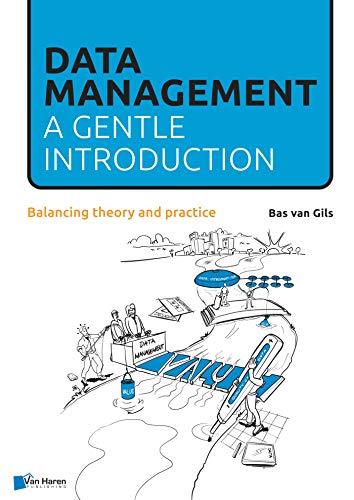 DATA
MANAGEMENT
A GENTLE
INTRODUCTION
Balancing theory and practice
Bas van Gils
DATA
MANAGEMENT
VALUE
Van Haren
PUBLISHING